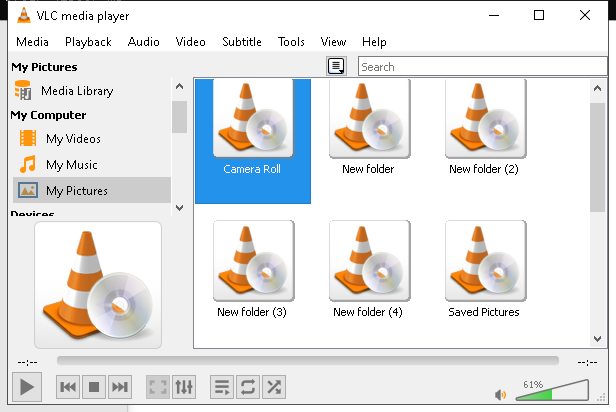 VLC media player
Media Playback Audio Video Subtitle Tools View Help
My Pictures
Search
Media Library
My Computer
My Videos
My Music
My Pictures
Devices
Camera Roll
New folder
New folder (2)
New folder (3)
New folder (4)
Saved Pictures
--:--
--:--
61%